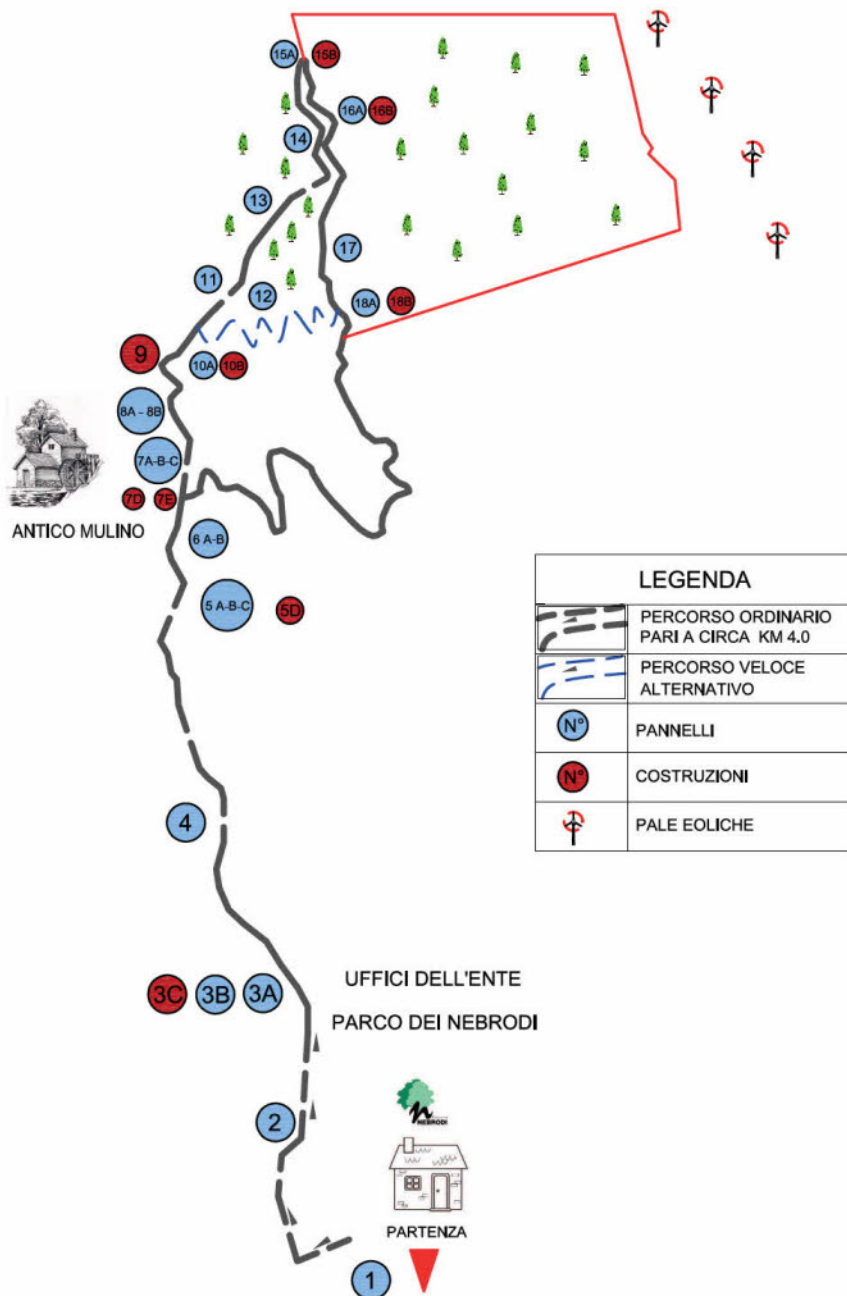 15A
15B
16A
16B
14
13
17
11
12
18A
18B
9
10A
10B
8A - 8B
7A-B-C
7D
7E
ANTICO MULINO
6 A-B
5 A-B-C
5D
LEGENDA
PERCORSO ORDINARIO
PARI A CIRCA KM 4.0
PERCORSO VELOCE
ALTERNATIVO
N°
PANNELLI
N°
COSTRUZIONI
PALE EOLICHE
4
3C
3B
3A
UFFICI DELL'ENTE
PARCO DEI NEBRODI
2
NEBRODI
PARTENZA
1